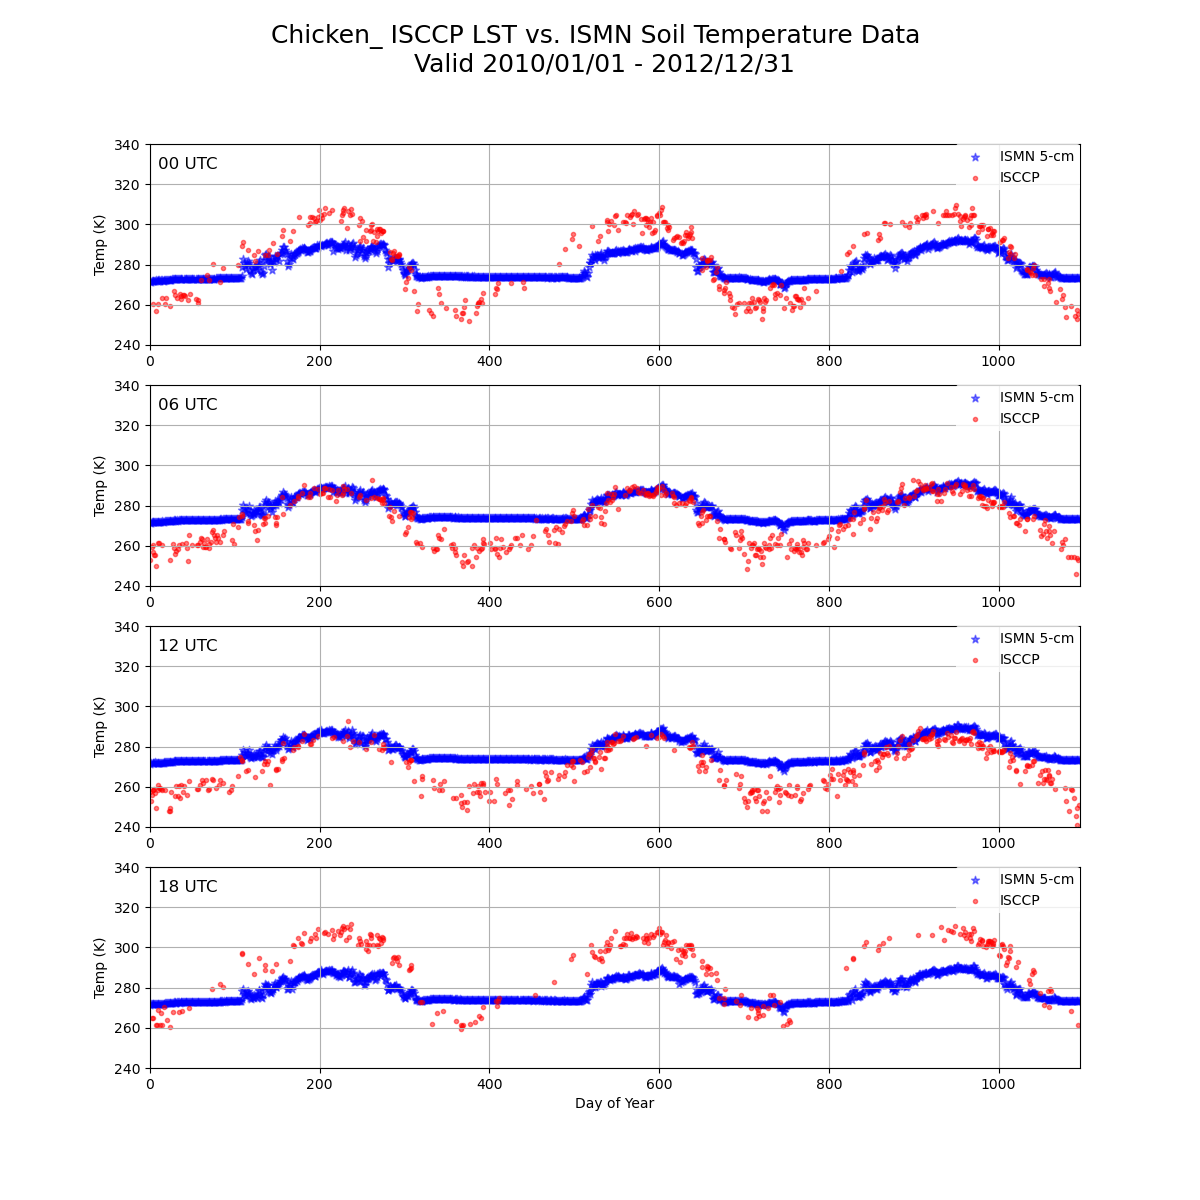 Chicken_ ISCCP LST vs. ISMN Soil Temperature Data
Valid 2010/01/01 - 2012/12/31
340
320
300
280
260
240
Temp (K)
00 UTC
ISMN 5-cm
ISCCP
0
200
400
600
800
1000
340
320
300
280
260
240
Temp (K)
06 UTC
ISMN 5-cm
ISCCP
0
200
400
600
800
1000
340
320
300
280
260
240
Temp (K)
12 UTC
ISMN 5-cm
ISCCP
0
200
400
600
800
1000
340
320
300
280
260
240
Temp (K)
18 UTC
ISMN 5-cm
ISCCP
0
200
400
600
800
1000
Day of Year